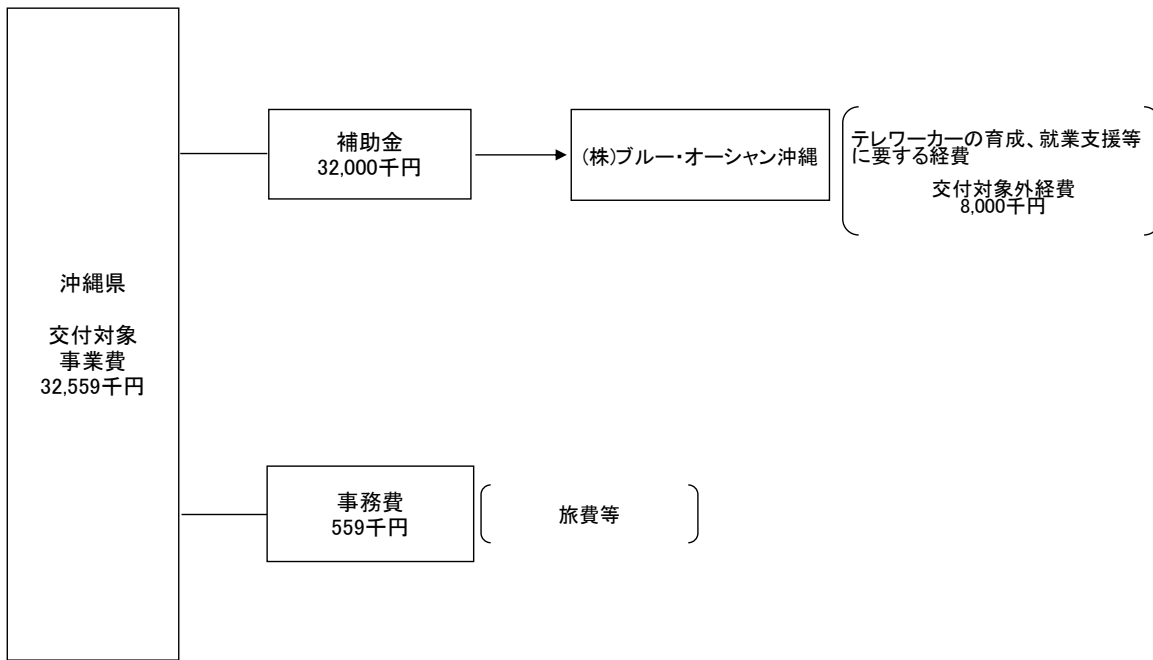 沖縄県
交付対象
事業費
32,559千円
補助金
32,000千円
(株)ブルー・オーシャン沖縄
テレワーカーの育成、就業支援等
に要する経費
交付対象外経費
8,000千円
事務費
559千円
旅費等